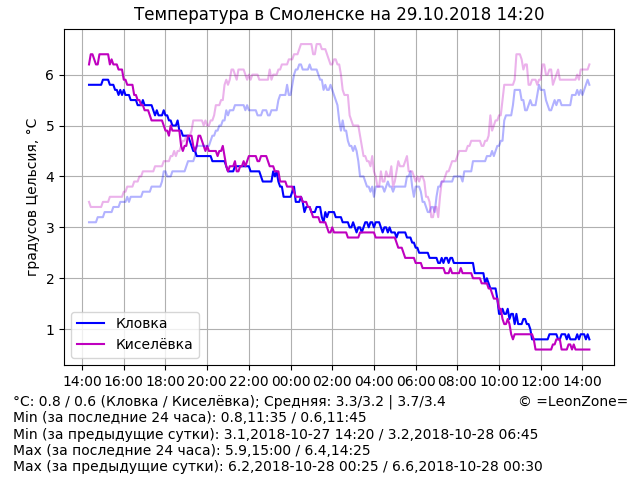 Температура в Смоленске на 29.10.2018 14:20
градусов Цельсия, °C
6
5
4
3
2
1
Кловка
Киселёвка
14:00 16:00 18:00 20:00 22:00 00:00 02:00 04:00 06:00 08:00 10:00 12:00 14:00
°C: 0.8 / 0.6 (Кловка / Киселёвка); Средняя: 3.3/3.2 | 3.7/3.4 © =LeonZone=
Min (за последние 24 часа): 0.8,11:35 / 0.6,11:45
Min (за предыдущие сутки): 3.1,2018-10-27 14:20 / 3.2,2018-10-28 06:45
Max (за последние 24 часа): 5.9,15:00 / 6.4,14:25
Max (за предыдущие сутки): 6.2,2018-10-28 00:25 / 6.6,2018-10-28 00:30